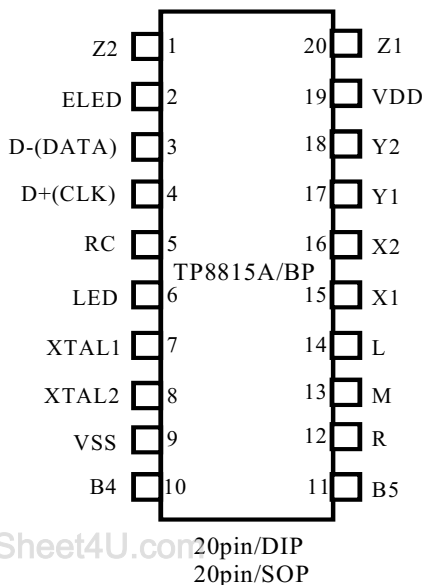 Z2 1 20 Z1
ELED 2 19 VDD
D-(DATA) 3 18 Y2
D+(CLK) 4 17 Y1
RC 5 16 X2
TP8815A/BP
LED 6 15 X1
XTAL1 7 14 L
XTAL2 8 13 M
VSS 9 12 R
B4 10 11 B5
Sheet4U.com
20pin/DIP
20pin/SOP